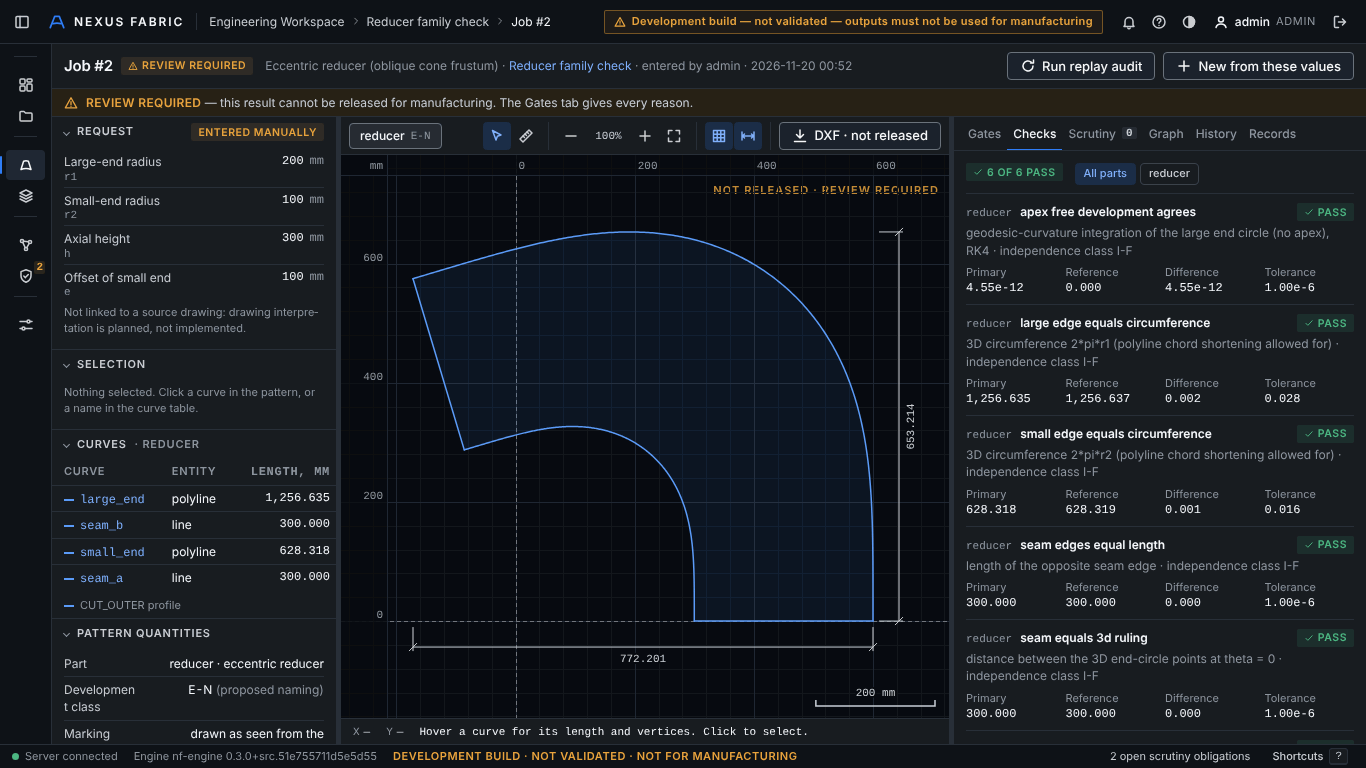 NEXUS FABRIC
Engineering Workspace > Reducer family check > Job #2
Development build — not validated — outputs must not be used for manufacturing
admin ADMIN
Job #2
REVIEW REQUIRED
Eccentric reducer (oblique cone frustum) · Reducer family check · entered by admin · 2026-11-20 00:52
Run replay audit
New from these values
REVIEW REQUIRED — this result cannot be released for manufacturing. The Gates tab gives every reason.
2
REQUEST
ENTERED MANUALLY
Large-end radius 200 mm
r1
Small-end radius 100 mm
r2
Axial height 300 mm
h
Offset of small end 100 mm
e
Not linked to a source drawing: drawing interpre-
tation is planned, not implemented.
SELECTION
Nothing selected. Click a curve in the pattern, or
a name in the curve table.
CURVES · REDUCER
CURVE ENTITY LENGTH, MM
large_end polyline 1,256.635
seam_b line 300.000
small_end polyline 628.318
seam_a line 300.000
CUT_OUTER profile
PATTERN QUANTITIES
Part reducer · eccentric reducer
Developmen E-N (proposed naming)
t class
Marking drawn as seen from the
reducer E-N
100%
DXF · not released
mm 0 200 400 600
NOT RELEASED · REVIEW REQUIRED
600
400
200
0
653.214
772.201
200 mm
X — Y — Hover a curve for its length and vertices. Click to select.
Gates Checks Scrutiny 0 Graph History Records
6 OF 6 PASS
All parts
reducer
reducer apex free development agrees
PASS
geodesic-curvature integration of the large end circle (no apex),
RK4 · independence class I-F
Primary Reference Difference Tolerance
4.55e-12 0.000 4.55e-12 1.00e-6
reducer large edge equals circumference
PASS
3D circumference 2*pi*r1 (polyline chord shortening allowed for) ·
independence class I-F
Primary Reference Difference Tolerance
1,256.635 1,256.637 0.002 0.028
reducer small edge equals circumference
PASS
3D circumference 2*pi*r2 (polyline chord shortening allowed for) ·
independence class I-F
Primary Reference Difference Tolerance
628.318 628.319 0.001 0.016
reducer seam edges equal length
PASS
length of the opposite seam edge · independence class I-F
Primary Reference Difference Tolerance
300.000 300.000 0.000 1.00e-6
reducer seam equals 3d ruling
PASS
distance between the 3D end-circle points at theta = 0 ·
independence class I-F
Primary Reference Difference Tolerance
300.000 300.000 0.000 1.00e-6
Server connected
Engine nf-engine 0.3.0+src.51e755711d5e5d55
DEVELOPMENT BUILD · NOT VALIDATED · NOT FOR MANUFACTURING
2 open scrutiny obligations
Shortcuts ?